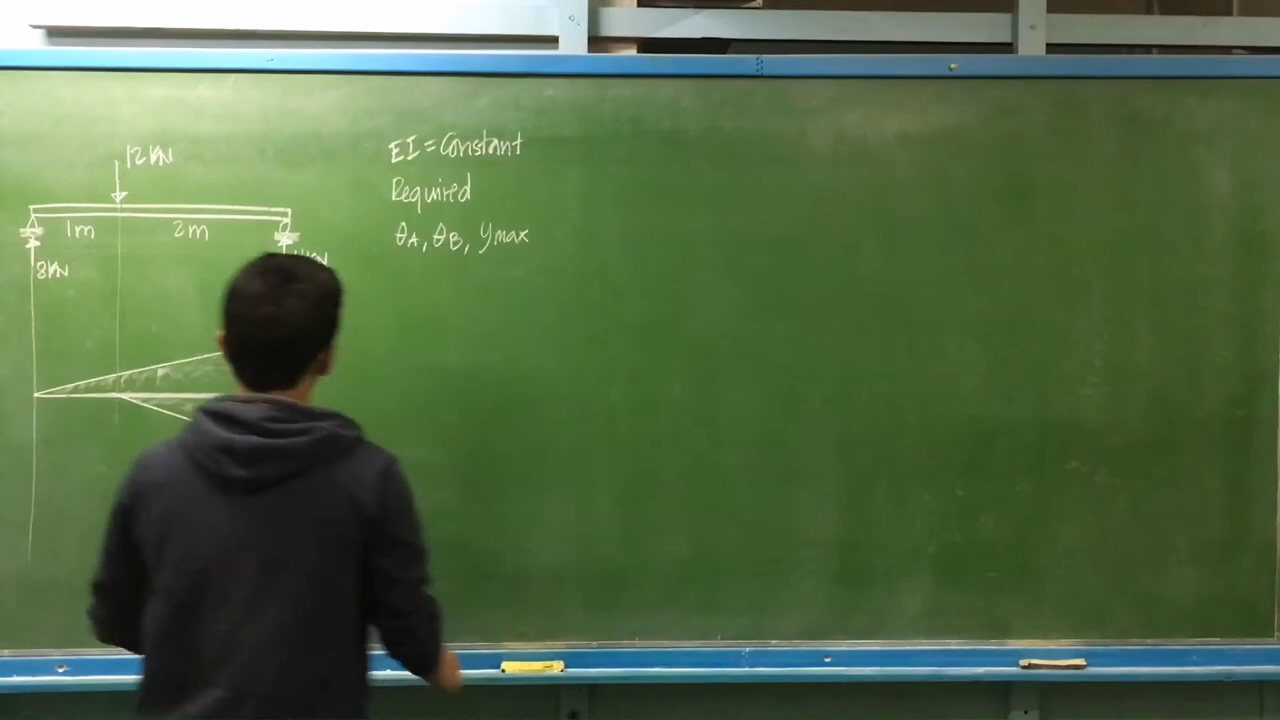 12KN
1m 2m
8KN
EI = Constant
Required
θA, θB, ymax